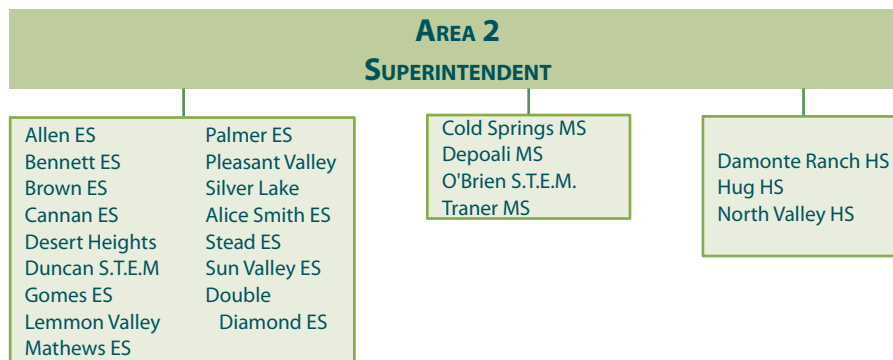 AREA 2
SUPERINTENDENT
Allen ES
Bennett ES
Brown ES
Cannan ES
Desert Heights
Duncan S.T.E.M
Gomes ES
Lemmon Valley
Mathews ES
Palmer ES
Pleasant Valley
Silver Lake
Alice Smith ES
Stead ES
Sun Valley ES
Double
Diamond ES
Cold Springs MS
Depoali MS
O'Brien S.T.E.M.
Traner MS
Damonte Ranch HS
Hug HS
North Valley HS